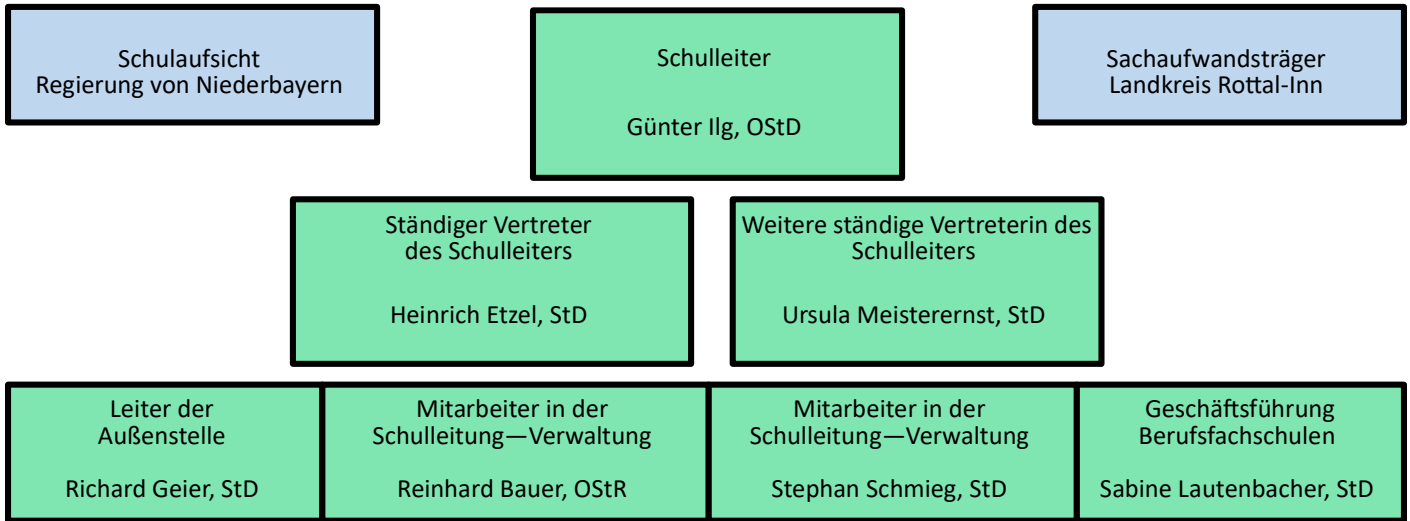 Schulaufsicht
Regierung von Niederbayern
Schulleiter
Günter Ilg, OStD
Sachaufwandsträger
Landkreis Rottal-Inn
Ständiger Vertreter
des Schulleiters
Heinrich Etzel, StD
Weitere ständige Vertreterin des
Schulleiters
Ursula Meisterernst, StD
Leiter der
Außenstelle
Richard Geier, StD
Mitarbeiter in der
Schulleitung—Verwaltung
Reinhard Bauer, OStR
Mitarbeiter in der
Schulleitung—Verwaltung
Stephan Schmieg, StD
Geschäftsführung
Berufsfachschulen
Sabine Lautenbacher, StD